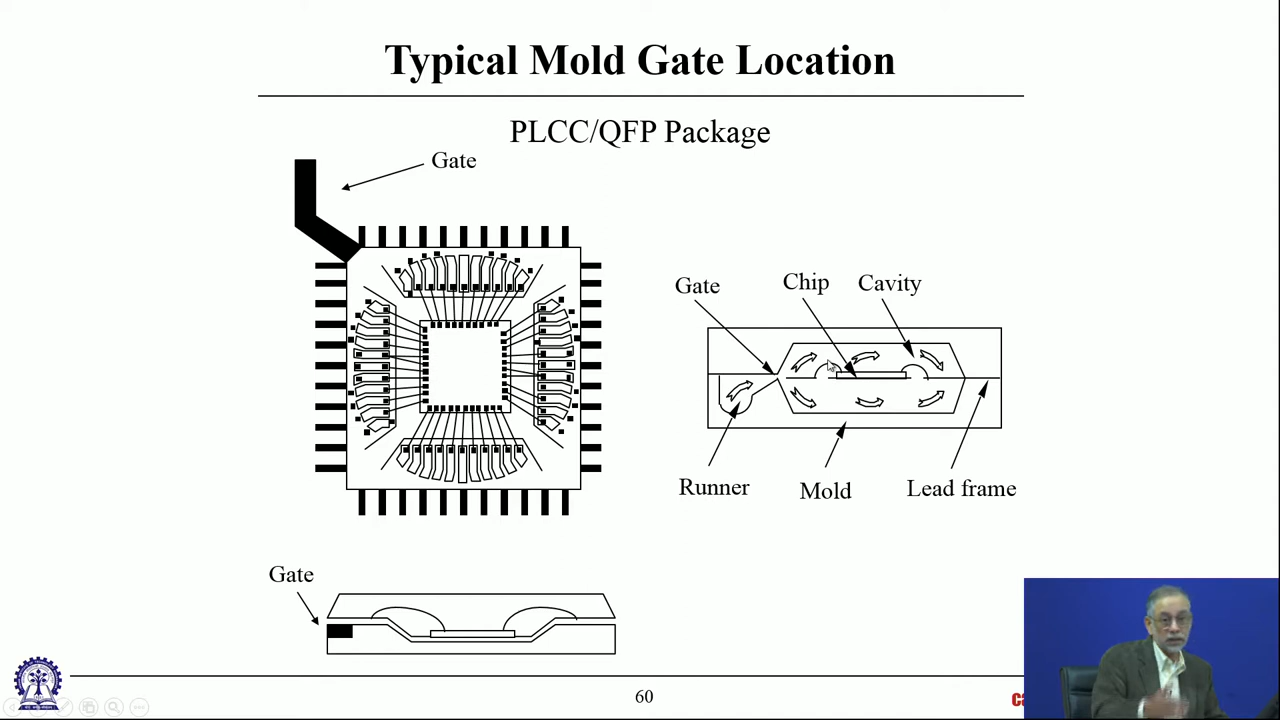 Typical Mold Gate Location
PLCC/QFP Package
Gate
Gate
Chip
Cavity
Runner
Mold
Lead frame
Gate
60